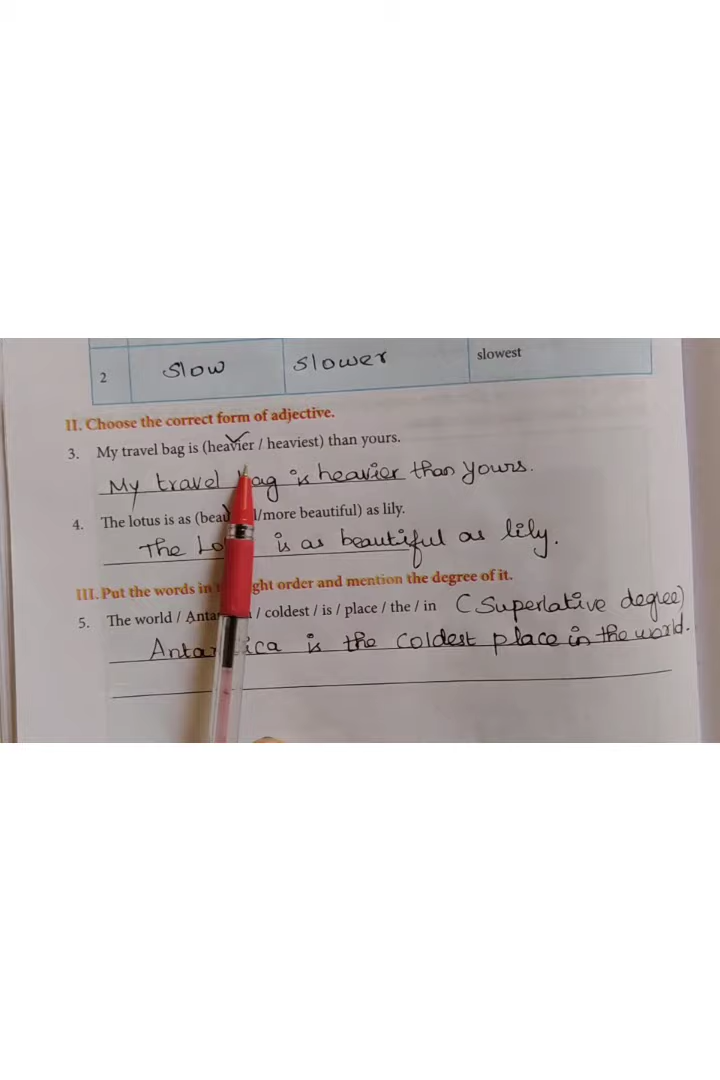 2 slow slower slowest
II. Choose the correct form of adjective.
3. My travel bag is (heavier / heaviest) than yours.
My travel bag is heavier than yours.
4. The lotus is as ( /more beautiful) as lily.
The is as beautiful as lily.
III. Put the words in right order and mention the degree of it.
5. The world / / coldest / is / place / the / in (Superlative degree)
Antarctica is the coldest place in the world.